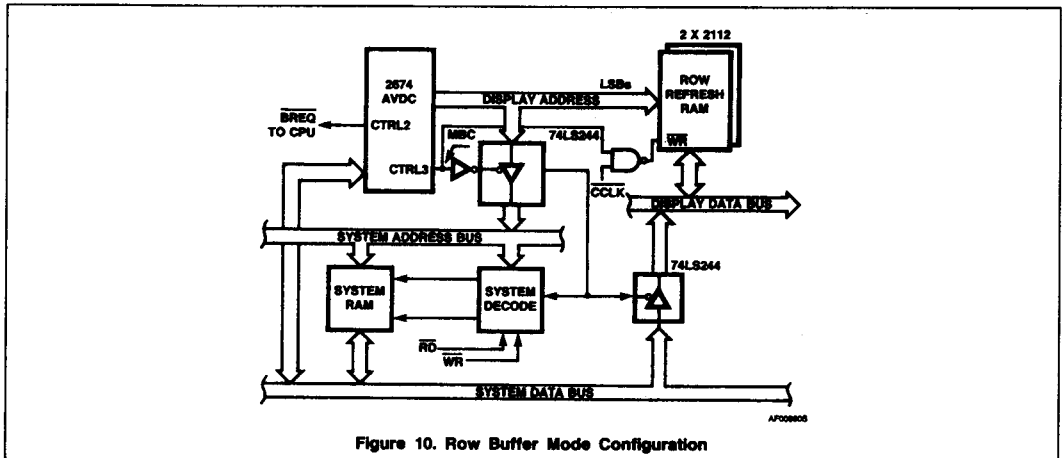 2 X 2112
2674
AVDC
LSBs
ROW
REFRESH
RAM
DISPLAY ADDRESS
BREQ
TO CPU
CTRL2
MBC
74LS244
WR
CTRL3
CCLK
DISPLAY DATA BUS
SYSTEM ADDRESS BUS
74LS244
SYSTEM
RAM
SYSTEM
DECODE
RD
WR
SYSTEM DATA BUS
Figure 10. Row Buffer Mode Configuration